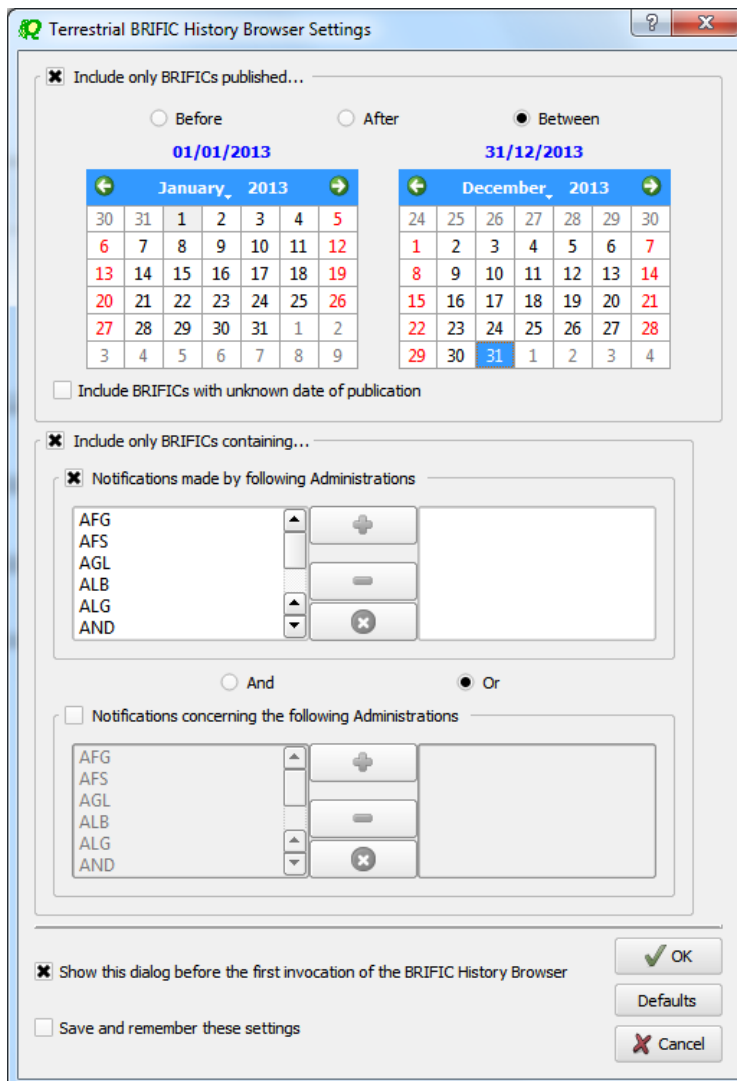 Terrestrial BRIFIC History Browser Settings
Include only BRIFICs published...
Before After Between
01/01/2013 31/12/2013
January 2013 December 2013
30 31 1 2 3 4 5 24 25 26 27 28 29 30
6 7 8 9 10 11 12 1 2 3 4 5 6 7
13 14 15 16 17 18 19 8 9 10 11 12 13 14
20 21 22 23 24 25 26 15 16 17 18 19 20 21
27 28 29 30 31 1 2 22 23 24 25 26 27 28
3 4 5 6 7 8 9 29 30 31 1 2 3 4
Include BRIFICs with unknown date of publication
Include only BRIFICs containing...
Notifications made by following Administrations
AFG
AFS
AGL
ALB
ALG
AND
And Or
Notifications concerning the following Administrations
AFG
AFS
AGL
ALB
ALG
AND
OK
Show this dialog before the first invocation of the BRIFIC History Browser
Defaults
Save and remember these settings
Cancel